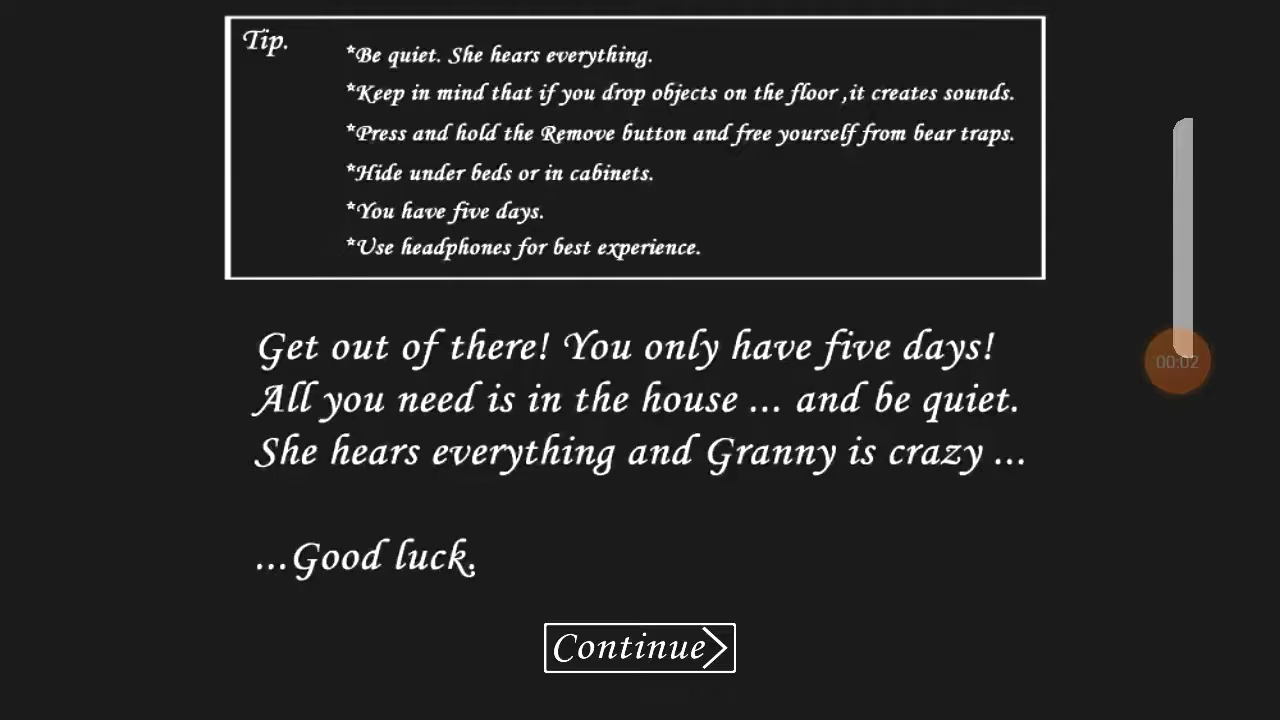 Tip.
*Be quiet. She hears everything.
*Keep in mind that if you drop objects on the floor ,it creates sounds.
*Press and hold the Remove button and free yourself from bear traps.
*Hide under beds or in cabinets.
*You have five days.
*Use headphones for best experience.
Get out of there! You only have five days!
All you need is in the house ... and be quiet.
She hears everything and Granny is crazy ...
...Good luck.
Continue
00:02